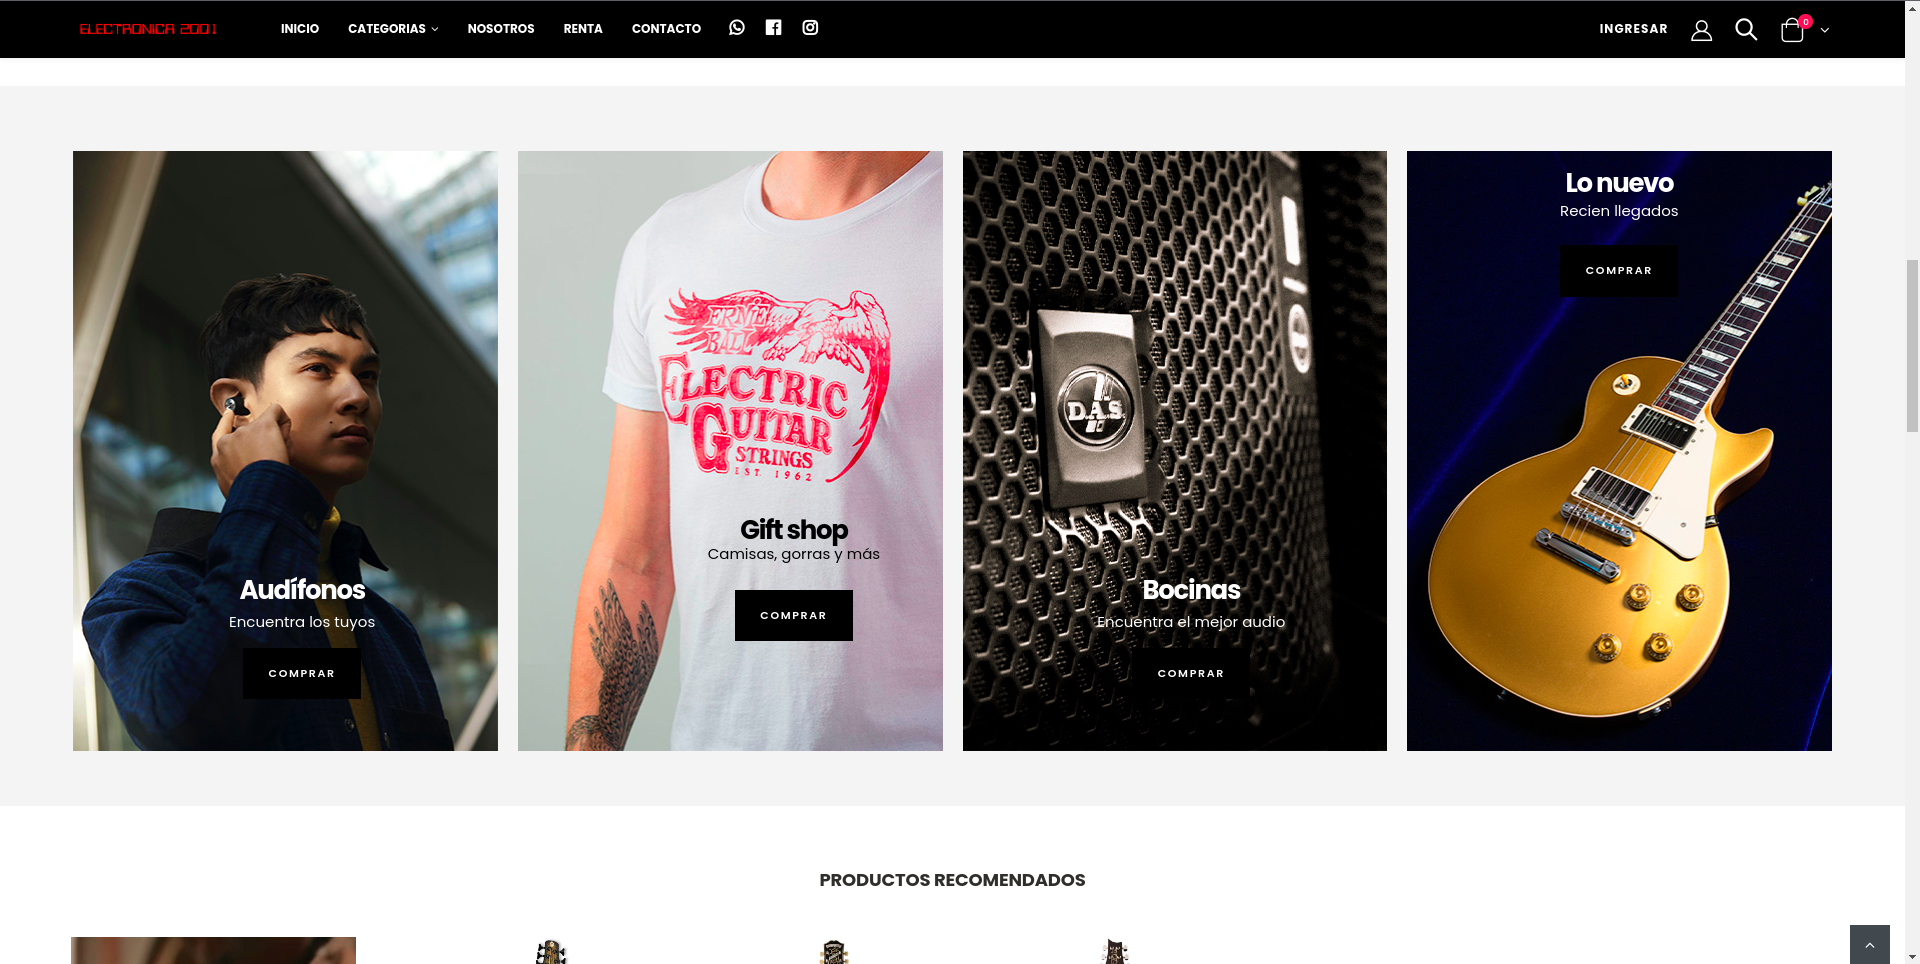 ELECTRONICA 2001
INICIO
CATEGORIAS
NOSOTROS
RENTA
CONTACTO
INGRESAR
0
Lo nuevo
Recien llegados
COMPRAR
ERNIE
BALL
ELECTRIC
GUITAR
STRINGS
EST. 1962
D.A.S.
Gift shop
Camisas, gorras y más
COMPRAR
Audífonos
Encuentra los tuyos
COMPRAR
Bocinas
Encuentra el mejor audio
COMPRAR
PRODUCTOS RECOMENDADOS